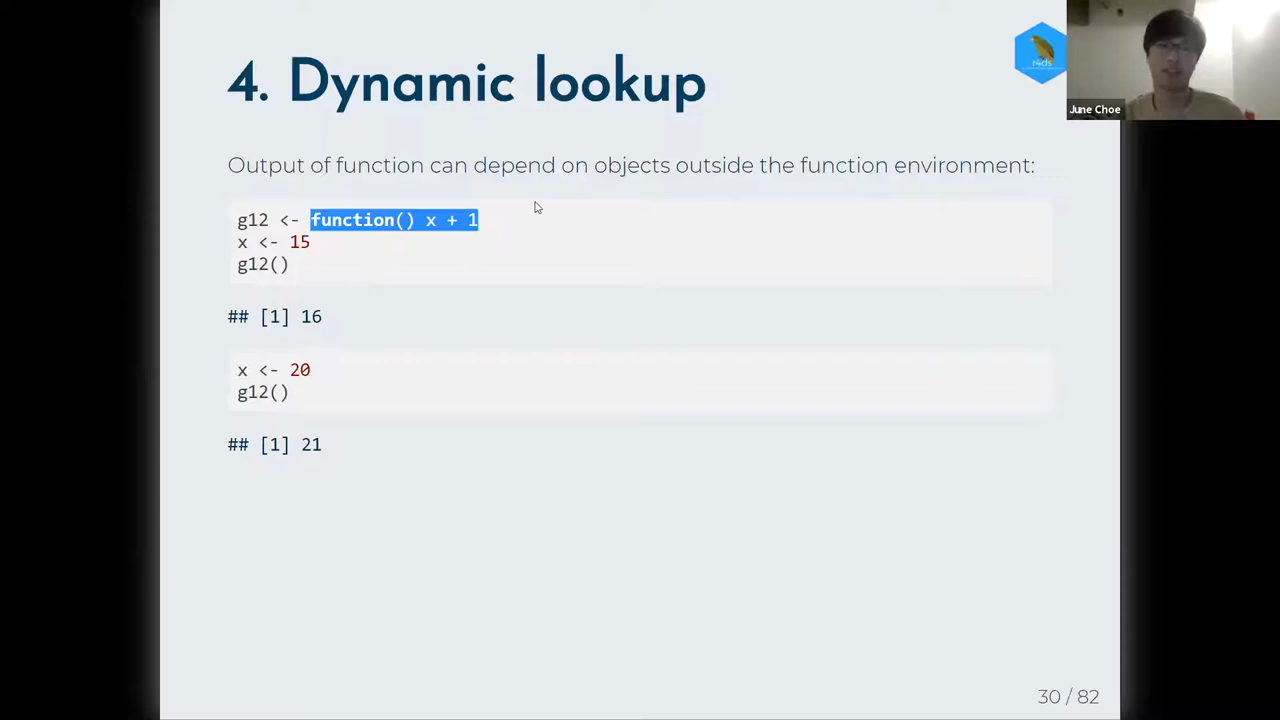 4. Dynamic lookup
r4ds
June Choe
Output of function can depend on objects outside the function environment:
g12 <- function() x + 1
x <- 15
g12()
## [1] 16
x <- 20
g12()
## [1] 21
30 / 82